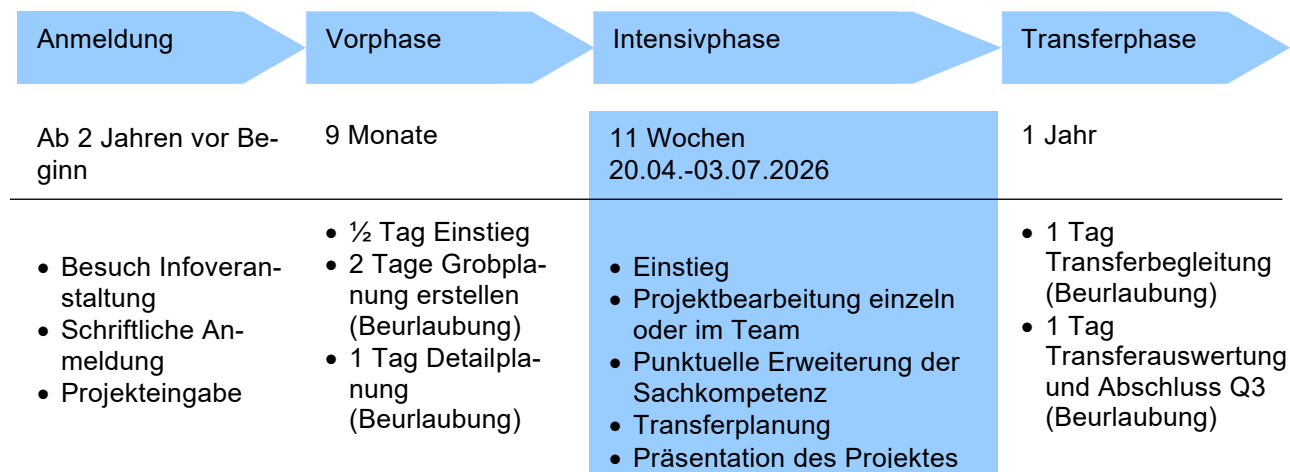 Anmeldung
Vorphase
Intensivphase
Transferphase
Ab 2 Jahren vor Be-
ginn
9 Monate
11 Wochen
20.04.-03.07.2026
1 Jahr
• Besuch Infoveran-
staltung
• Schriftliche An-
meldung
• Projekteingabe
• ½ Tag Einstieg
• 2 Tage Grobpla-
nung erstellen
(Beurlaubung)
• 1 Tag Detailpla-
nung
(Beurlaubung)
• Einstieg
• Projektbearbeitung einzeln
oder im Team
• Punktuelle Erweiterung der
Sachkompetenz
• Transferplanung
• Präsentation des Projektes
• 1 Tag
Transferbegleitung
(Beurlaubung)
• 1 Tag
Transferauswertung
und Abschluss Q3
(Beurlaubung)